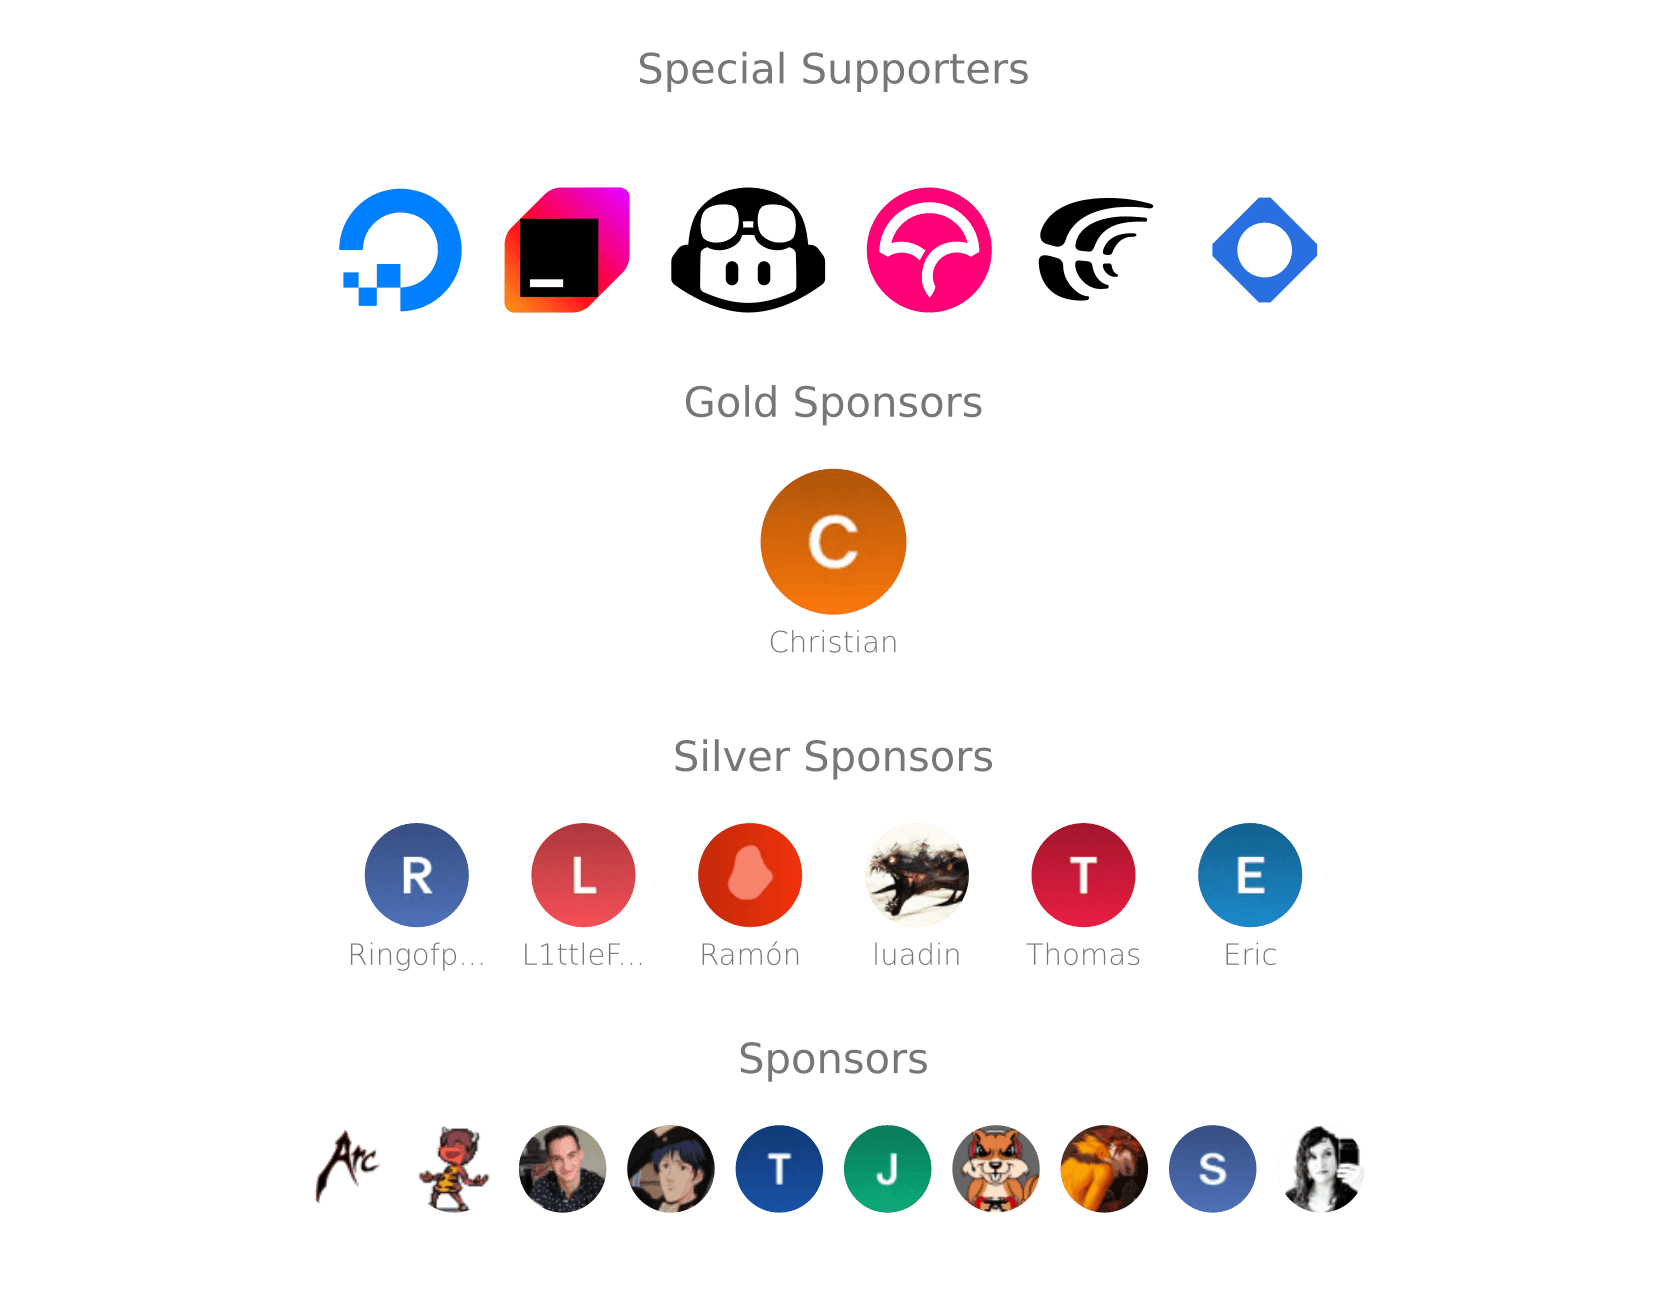 Special Supporters
Gold Sponsors
C
Christian
Silver Sponsors
R L T E
Ringofp... L1ttleF... Ramón luadin Thomas Eric
Sponsors
Arc T J S